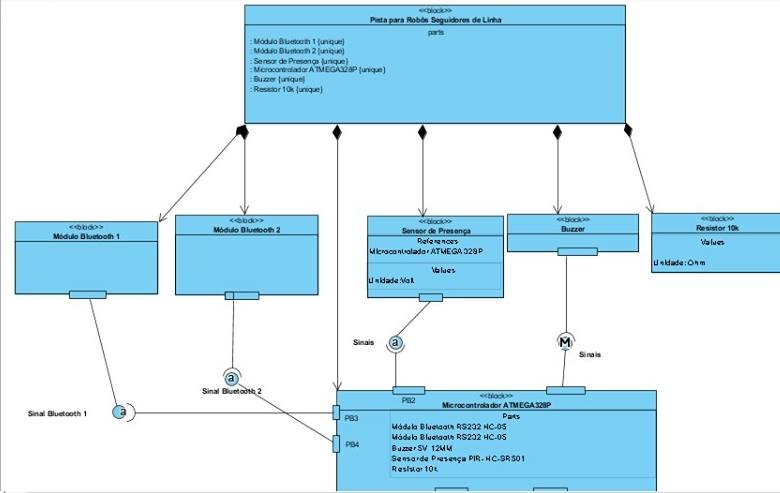 <<block>>
Pista para Robôs Seguidores de Linha
parts
: Módulo Bluetooth 1 {unique}
: Módulo Bluetooth 2 {unique}
: Sensor de Presença {unique}
: Microcontrolador ATMEGA328P {unique}
: Buzzer {unique}
: Resistor 10k {unique}
<<block>>
Módulo Bluetooth 1
<<block>>
Módulo Bluetooth 2
<<block>>
Sensor de Presença
References
Microcontrolador ATMEGA328P
Values
Unidade:Volt
<<block>>
Buzzer
<<block>>
Resistor 10k
Values
Unidade: Ohm
Sinais
a
M
Sinais
a
Sinal Bluetooth 2
Sinal Bluetooth 1
a
PB2
PB3
PB4
<<block>>
Microcontrolador ATMEGA328P
Parts
Módulo Bluetooth RS232 HC-05
Módulo Bluetooth RS232 HC-05
Buzzer 5V 12MM
Sensor de Presença PIR- HC-SR501
Resistor 10k